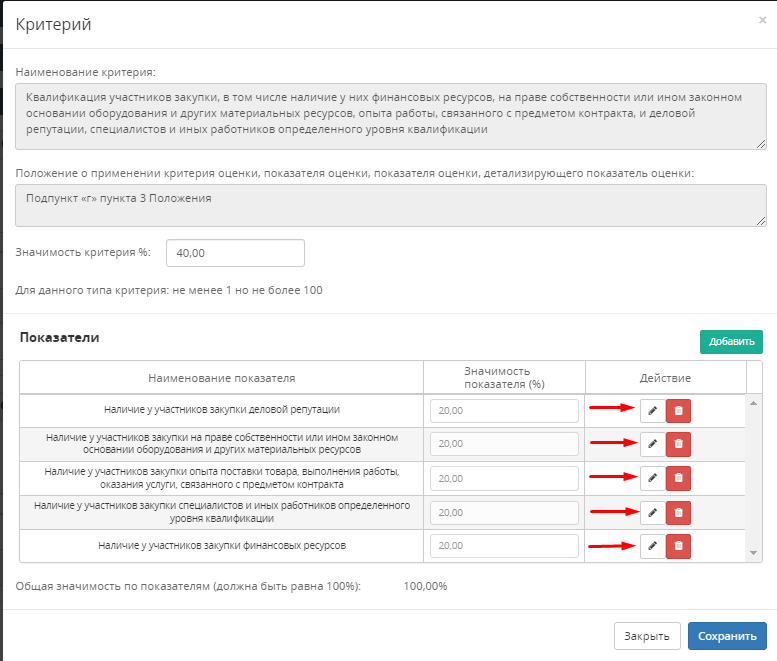 Критерий
×
Наименование критерия:
Квалификация участников закупки, в том числе наличие у них финансовых ресурсов, на праве собственности или ином законном
основании оборудования и других материальных ресурсов, опыта работы, связанного с предметом контракта, и деловой
репутации, специалистов и иных работников определенного уровня квалификации
Положение о применении критерия оценки, показателя оценки, показателя оценки, детализирующего показатель оценки:
Подпункт «г» пункта 3 Положения
Значимость критерия %: 40,00
Для данного типа критерия: не менее 1 но не более 100
Показатели
Добавить
Наименование показателя
Значимость
показателя (%)
Действие
Наличие у участников закупки деловой репутации
20,00
Наличие у участников закупки на праве собственности или ином законном
основании оборудования и других материальных ресурсов
20,00
Наличие у участников закупки опыта поставки товара, выполнения работы,
оказания услуги, связанного с предметом контракта
20,00
Наличие у участников закупки специалистов и иных работников определенного
уровня квалификации
20,00
Наличие у участников закупки финансовых ресурсов
20,00
Общая значимость по показателям (должна быть равна 100%): 100,00%
Закрыть
Сохранить